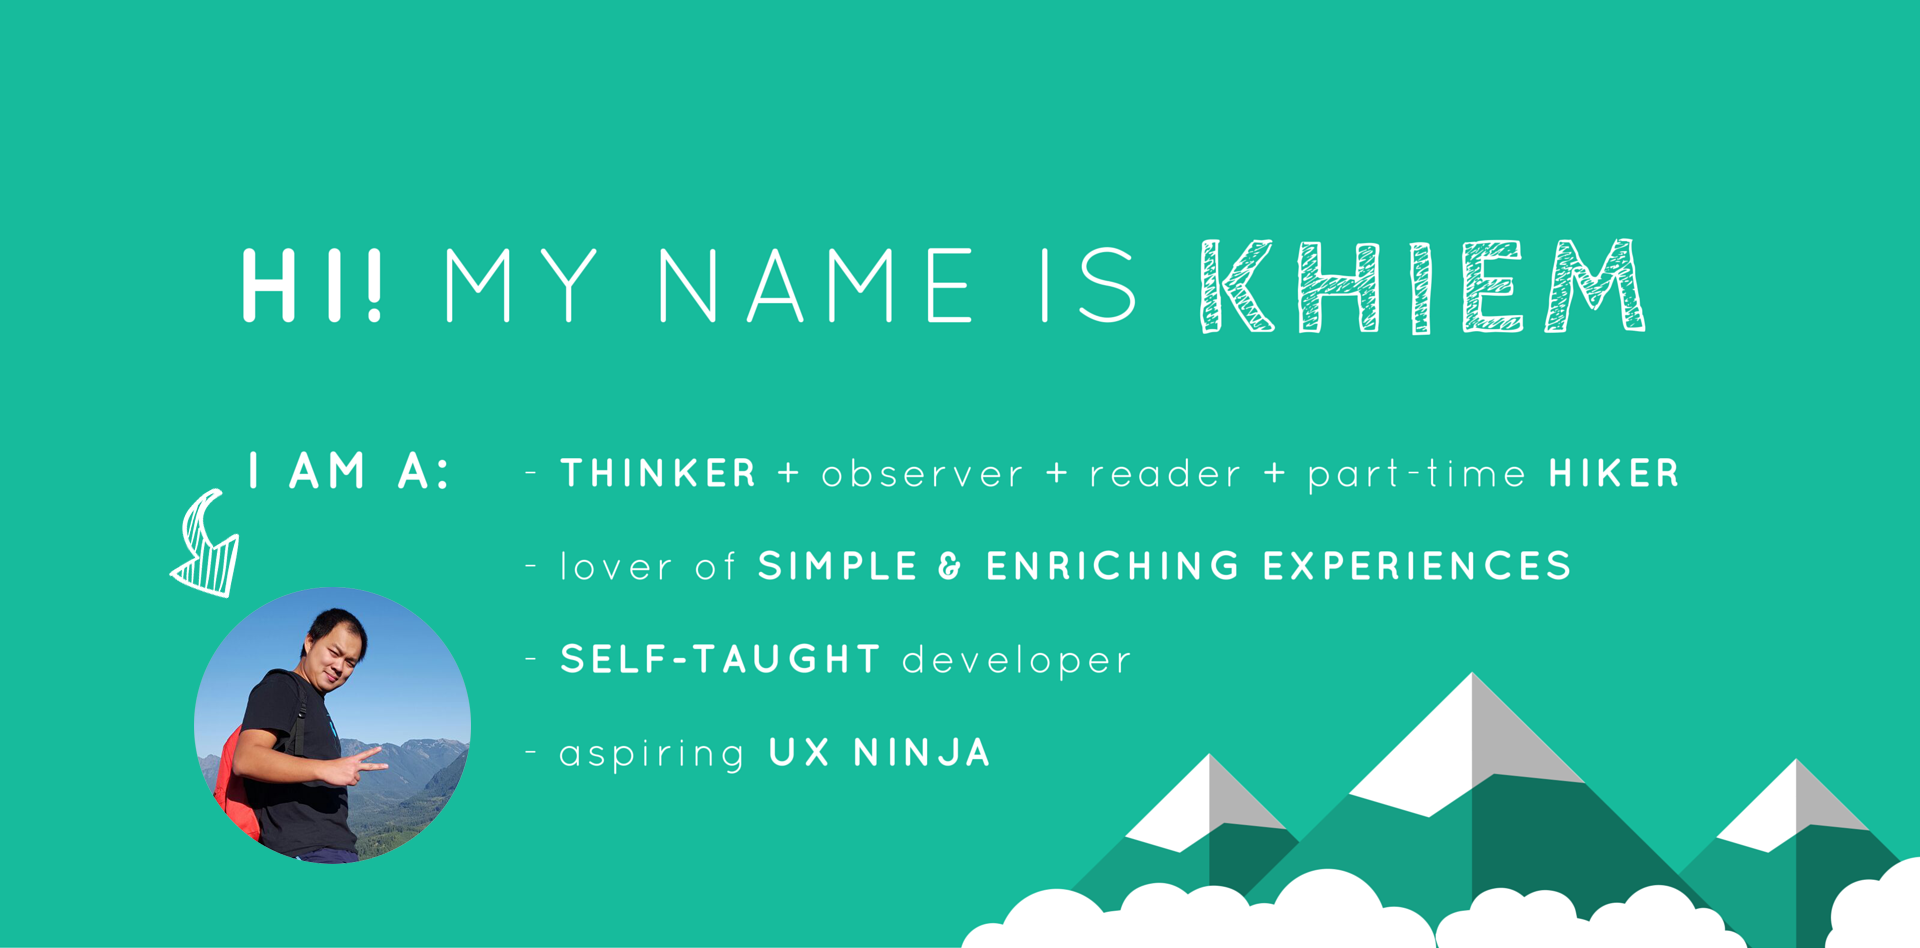 HI! MY NAME IS KHIEM
I AM A:
- THINKER + observer + reader + part-time HIKER
- lover of SIMPLE & ENRICHING EXPERIENCES
- SELF-TAUGHT developer
- aspiring UX NINJA